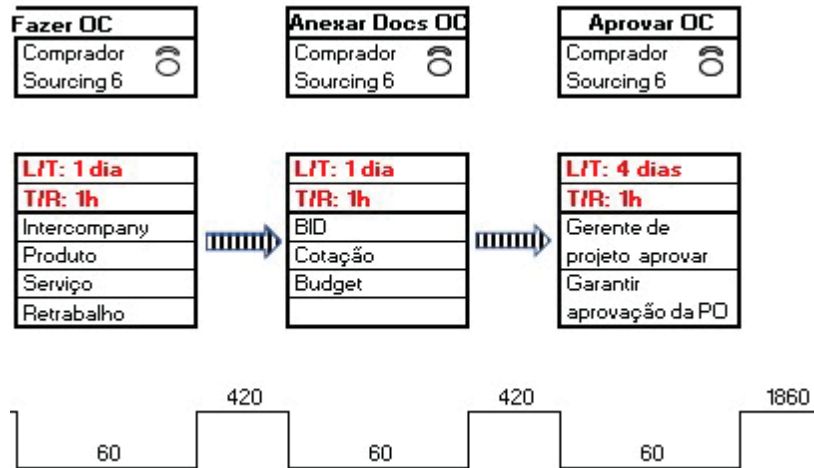 Fazer OC
Comprador
Sourcing 6
Anexar Docs OC
Comprador
Sourcing 6
Aprovar OC
Comprador
Sourcing 6
L/T: 1 dia
T/R: 1h
Intercompany
Produto
Serviço
Retrabalho
L/T: 1 dia
T/R: 1h
BID
Cotação
Budget
L/T: 4 dias
T/R: 1h
Gerente de
projeto aprovar
Garantir
aprovação da PO
420
420
1860
60
60
60